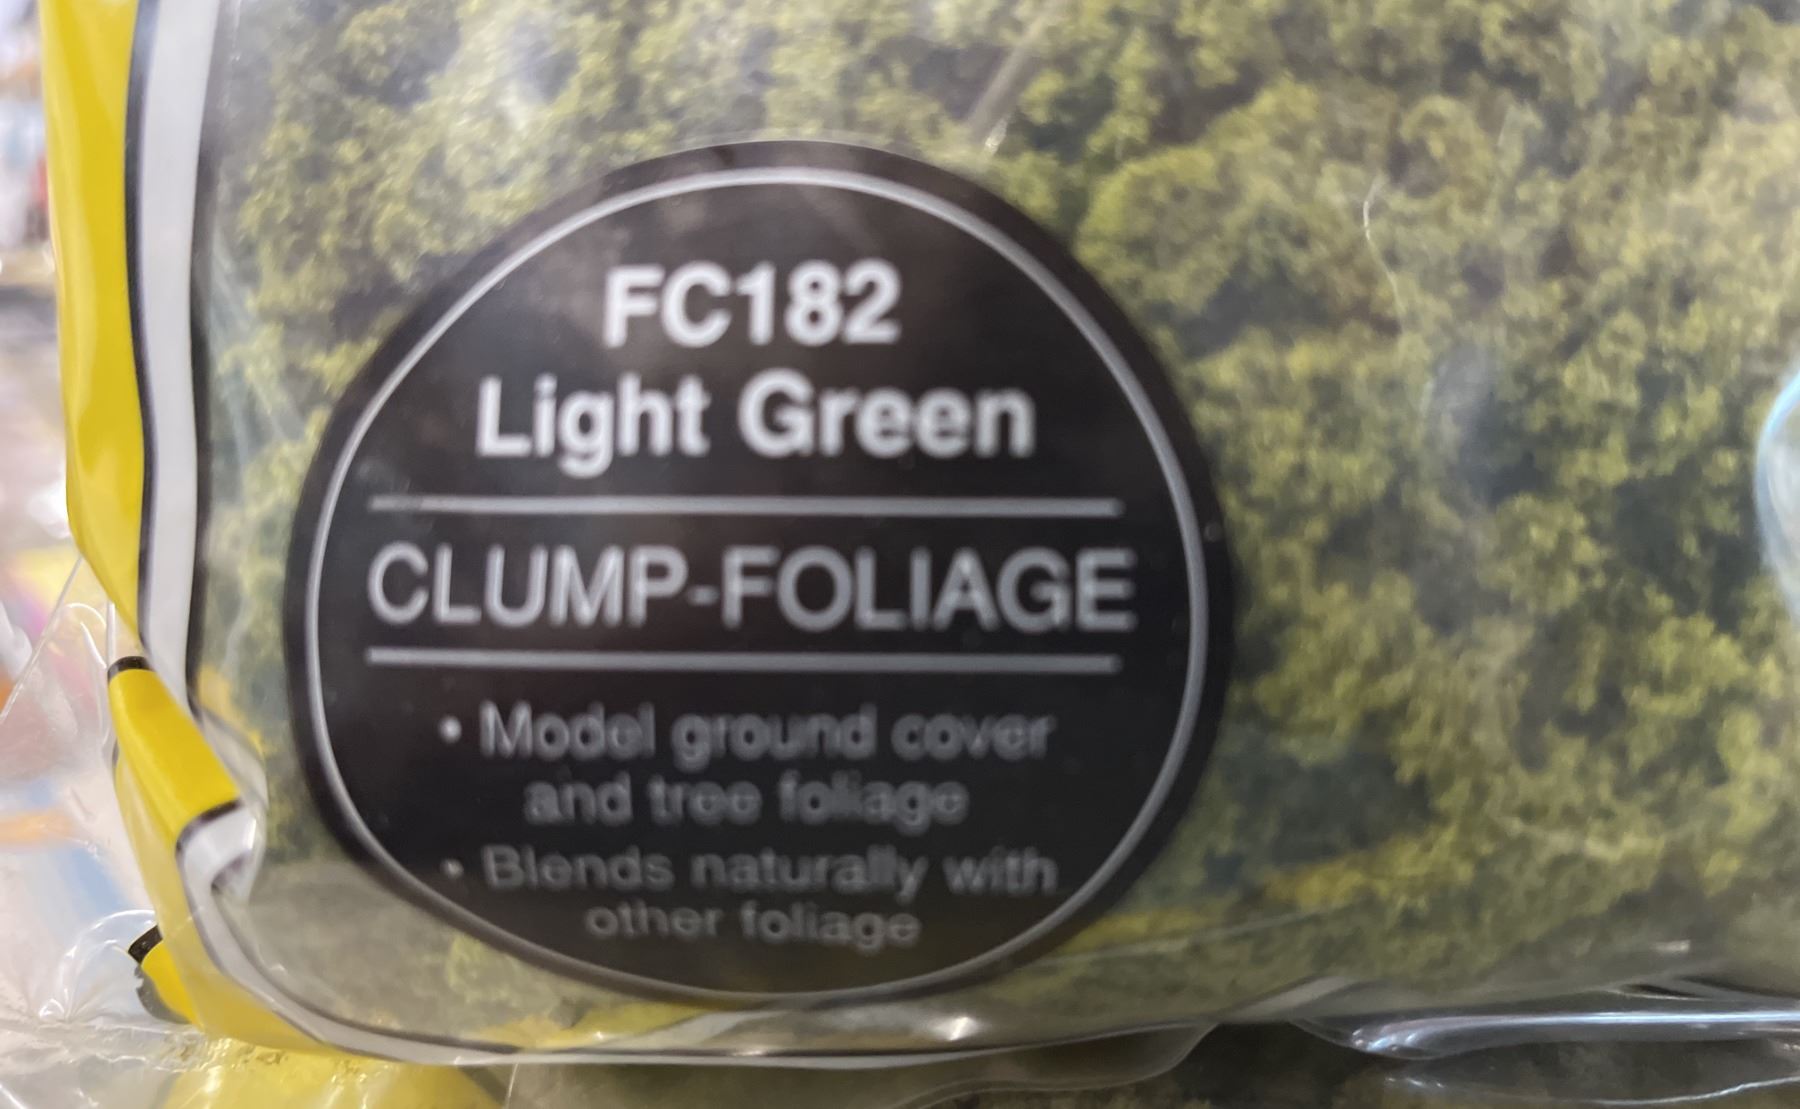 FC182
Light Green
CLUMP-FOLIAGE
• Model ground cover
and tree foliage
• Blends naturally with
other foliage